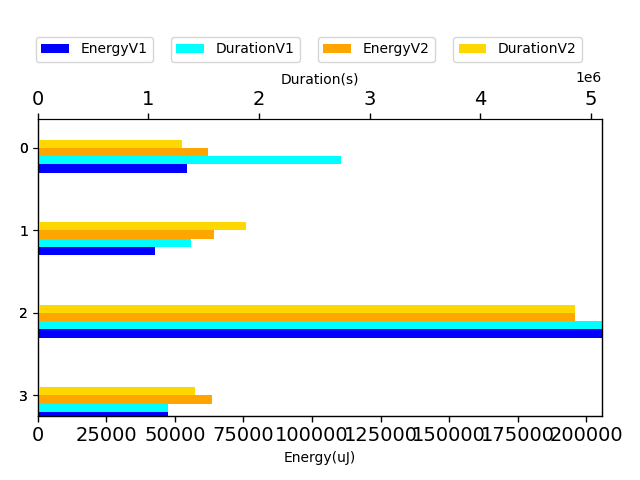 EnergyV1 DurationV1 EnergyV2 DurationV2
Duration(s)
1e6
0 1 2 3 4 5
0
1
2
3
0 25000 50000 75000 100000 125000 150000 175000 200000
Energy(uJ)